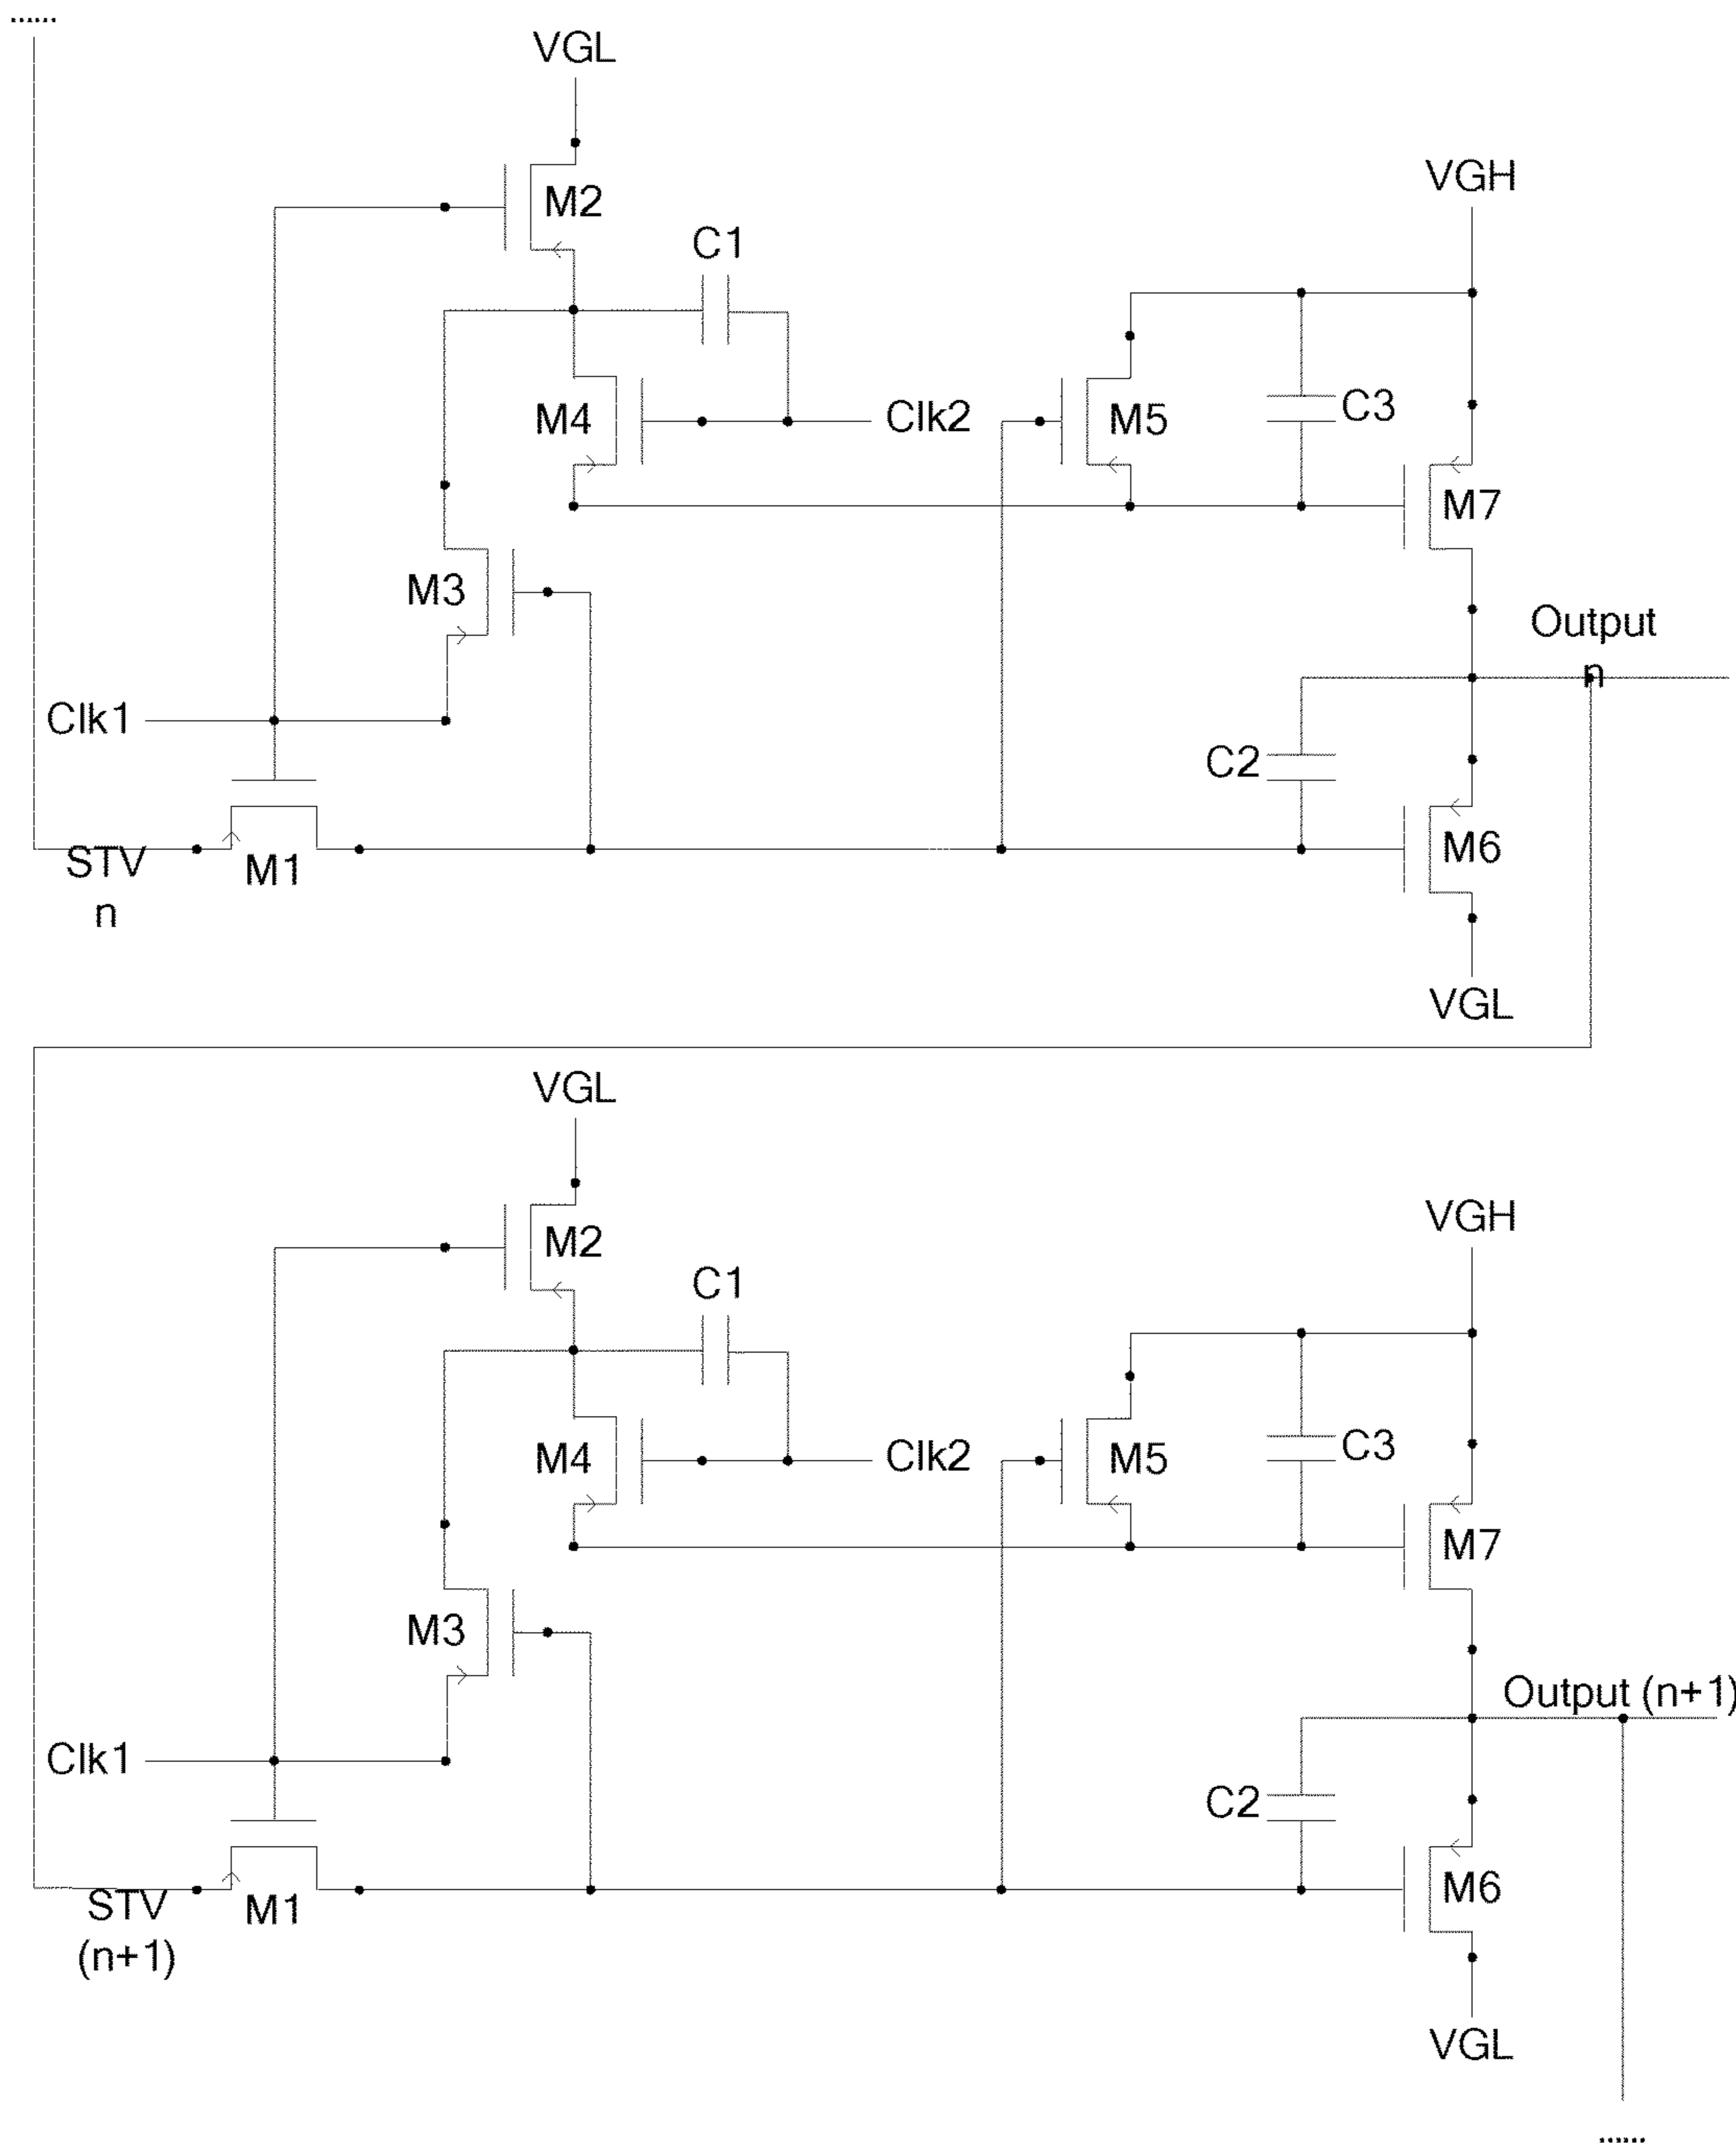 ......
VGL
M2
VGH
C1
M4
Clk2
M5
C3
M7
M3
Output
n
Clk1
C2
STV
n
M1
M6
VGL
VGL
M2
VGH
C1
M4
Clk2
M5
C3
M7
M3
Output (n+1)
Clk1
C2
STV
(n+1)
M1
M6
VGL
......